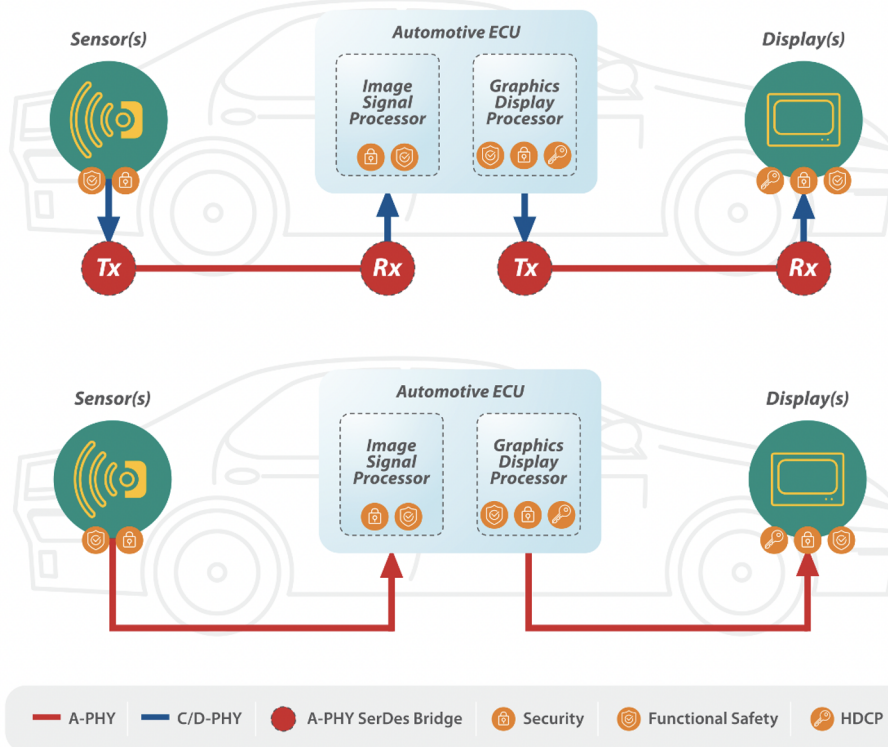 Sensor(s)
Automotive ECU
Display(s)
Image
Signal
Processor
Graphics
Display
Processor
Tx
Rx
Tx
Rx
Sensor(s)
Automotive ECU
Display(s)
Image
Signal
Processor
Graphics
Display
Processor
A-PHY
C/D-PHY
A-PHY SerDes Bridge
Security
Functional Safety
HDCP